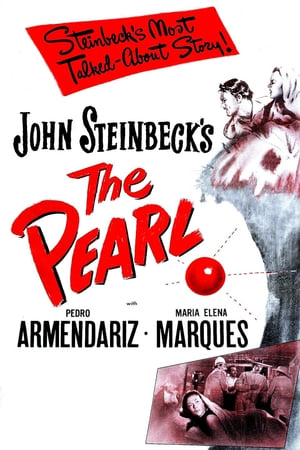 Steinbeck's Most
Talked-About Story!
JOHN STEINBECK'S
The
PEARL
with
PEDRO MARIA ELENA
ARMENDARIZ · MARQUES